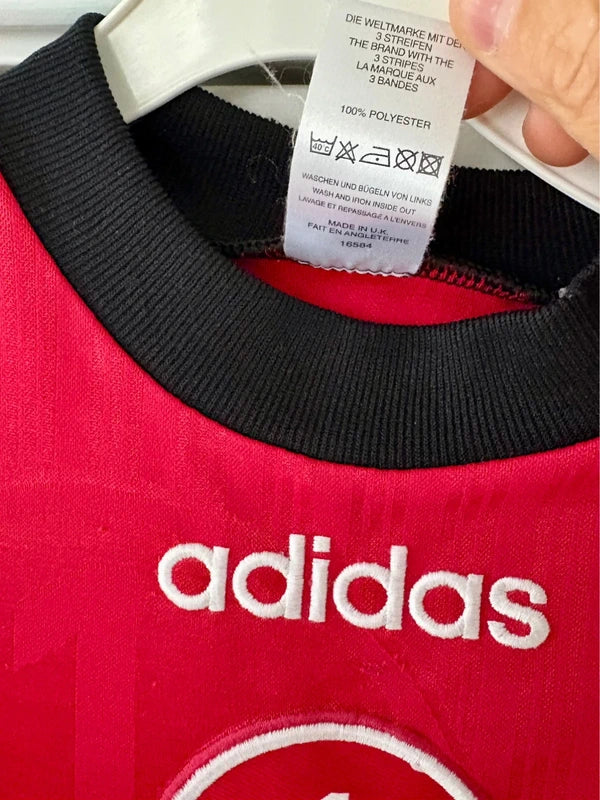 DIE WELTMARKE MIT DER
3 STREIFEN
THE BRAND WITH THE
3 STRIPES
LA MARQUE AUX
3 BANDES
100% POLYESTER
40°C
WASCHEN UND BÜGELN VON LINKS
WASH AND IRON INSIDE OUT
LAVAGE ET REPASSAGE A L'ENVERS
MADE IN U.K.
FAIT EN ANGLETERRE
16584
adidas